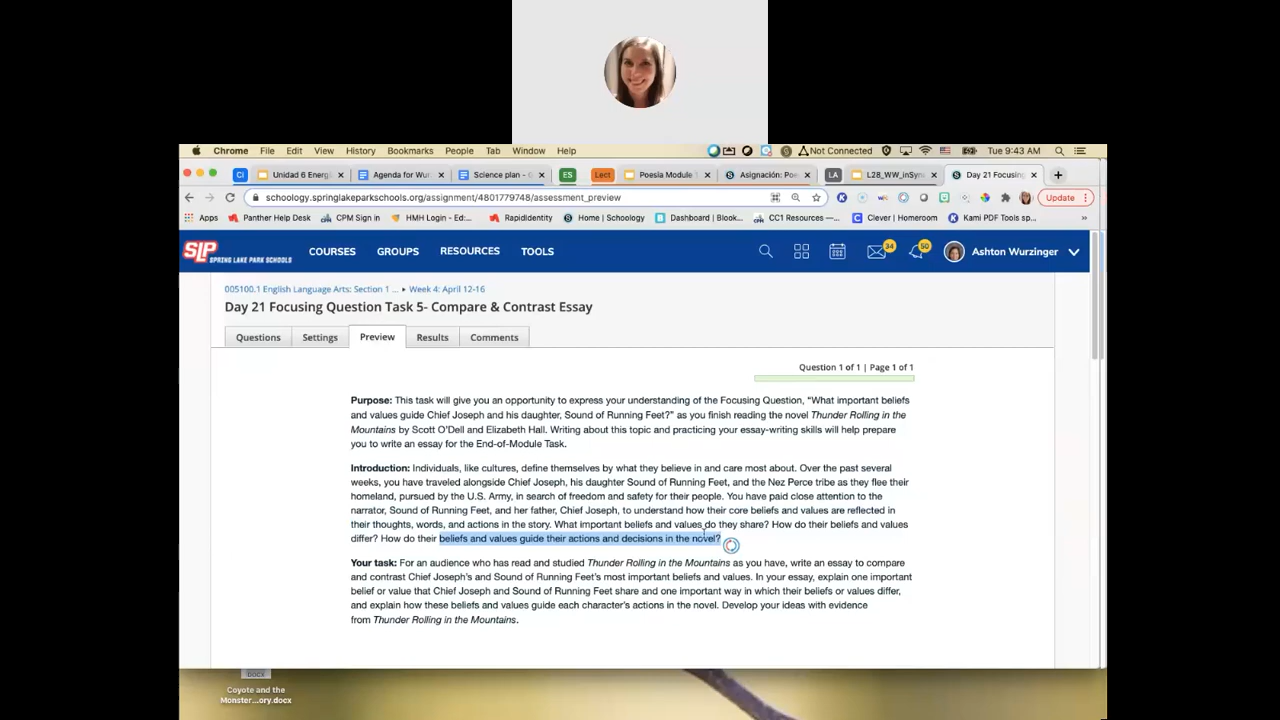 Chrome File Edit View History Bookmarks People Tab Window Help Not Connected Tue 9:43 AM
Unidad 6 Energ Agenda for Wur. Science plan - G ES Lect Poesía Module Asignación: Poe LA L28_WW_inSyn Day 21 Focusing
schoology.springlakeparkschools.org/assignment/4801779748/assessment_preview Update
Apps Panther Help Desk CPM Sign in HMH Login - Ed:... RapidIdentity Home | Schoology Dashboard | Blook... CC1 Resources —... Clever | Homeroom Kami PDF Tools sp... »
SLP
SPRING LAKE PARK SCHOOLS
COURSES GROUPS RESOURCES TOOLS 34 50 Ashton Wurzinger
005100.1 English Language Arts: Section 1 ... Week 4: April 12-16
Day 21 Focusing Question Task 5- Compare & Contrast Essay
Questions Settings Preview Results Comments
Question 1 of 1 | Page 1 of 1
Purpose: This task will give you an opportunity to express your understanding of the Focusing Question, “What important beliefs
and values guide Chief Joseph and his daughter, Sound of Running Feet?” as you finish reading the novel Thunder Rolling in the
Mountains by Scott O’Dell and Elizabeth Hall. Writing about this topic and practicing your essay-writing skills will help prepare
you to write an essay for the End-of-Module Task.
Introduction: Individuals, like cultures, define themselves by what they believe in and care most about. Over the past several
weeks, you have traveled alongside Chief Joseph, his daughter Sound of Running Feet, and the Nez Perce tribe as they flee their
homeland, pursued by the U.S. Army, in search of freedom and safety for their people. You have paid close attention to the
narrator, Sound of Running Feet, and her father, Chief Joseph, to understand how their core beliefs and values are reflected in
their thoughts, words, and actions in the story. What important beliefs and values do they share? How do their beliefs and values
differ? How do their beliefs and values guide their actions and decisions in the novel?
Your task: For an audience who has read and studied Thunder Rolling in the Mountains as you have, write an essay to compare
and contrast Chief Joseph’s and Sound of Running Feet’s most important beliefs and values. In your essay, explain one important
belief or value that Chief Joseph and Sound of Running Feet share and one important way in which their beliefs or values differ,
and explain how these beliefs and values guide each character’s actions in the novel. Develop your ideas with evidence
from Thunder Rolling in the Mountains.
DOCX
Coyote and the
Monster...ory.docx